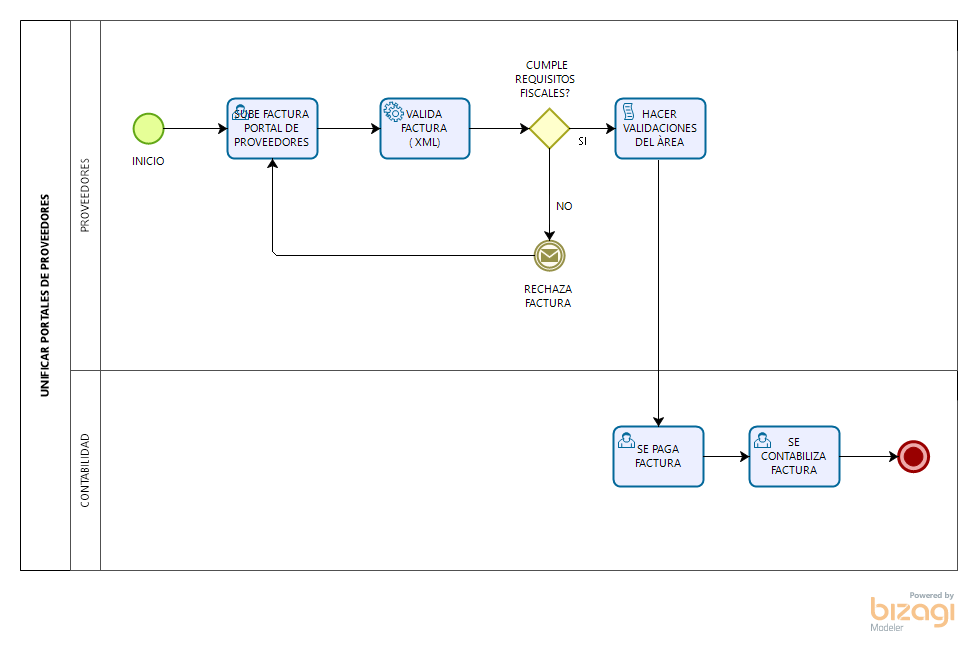 UNIFICAR PORTALES DE PROVEEDORES
PROVEEDORES
INICIO
SUBE FACTURA
PORTAL DE
PROVEEDORES
VALIDA
FACTURA
( XML)
CUMPLE
REQUISITOS
FISCALES?
SI
HACER
VALIDACIONES
DEL ÀREA
NO
RECHAZA
FACTURA
CONTABILIDAD
SE PAGA
FACTURA
SE
CONTABILIZA
FACTURA
Powered by
bizagi
Modeler